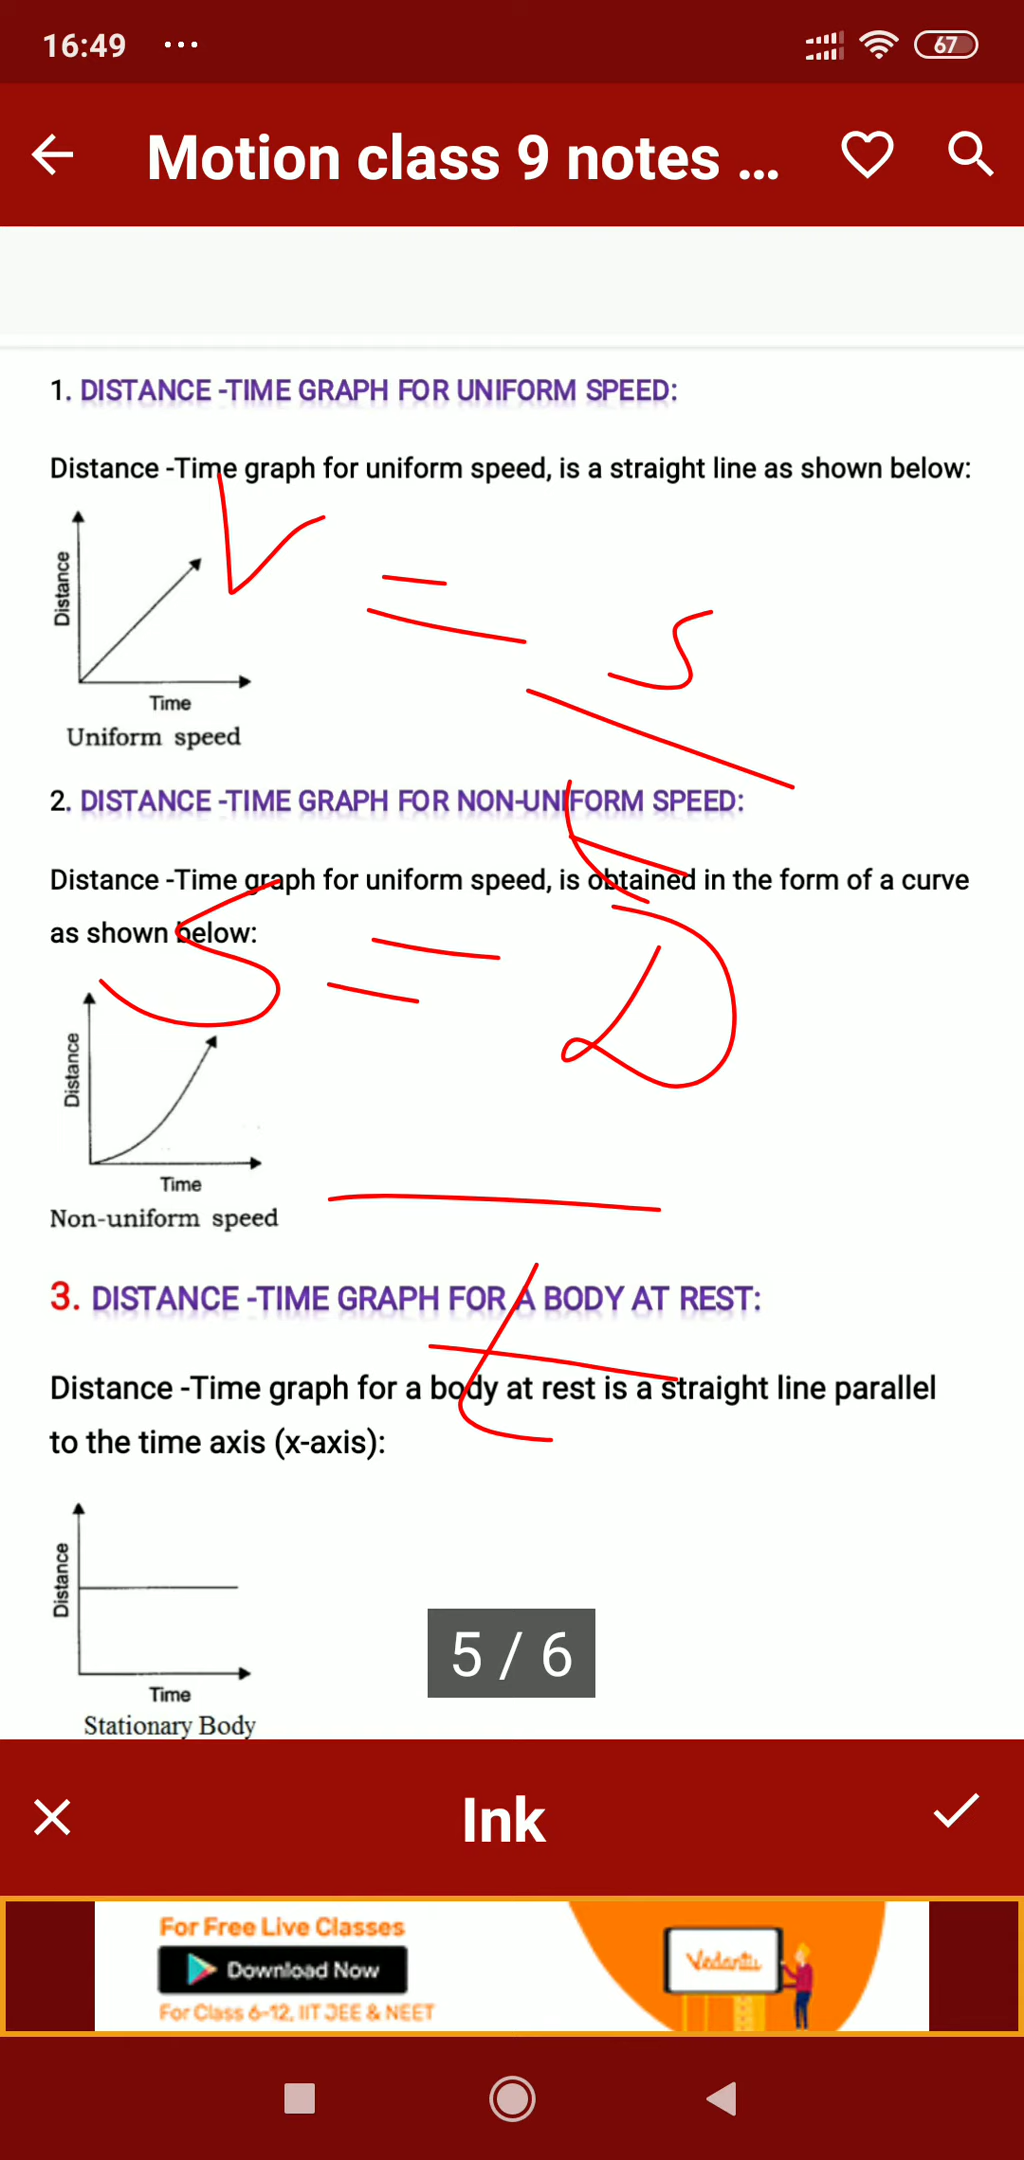 16:49 ... 67
Motion class 9 notes ...
1. DISTANCE -TIME GRAPH FOR UNIFORM SPEED:
Distance -Time graph for uniform speed, is a straight line as shown below:
V = s
t
Distance
Time
Uniform speed
2. DISTANCE -TIME GRAPH FOR NON-UNIFORM SPEED:
Distance -Time graph for uniform speed, is obtained in the form of a curve
as shown below:
S = D
t
Distance
Time
Non-uniform speed
3. DISTANCE -TIME GRAPH FOR A BODY AT REST:
Distance -Time graph for a body at rest is a straight line parallel
to the time axis (x-axis):
Distance
Time
Stationary Body
5 / 6
Ink
For Free Live Classes
Download Now
For Class 6-12, IIT JEE & NEET
Vedantu